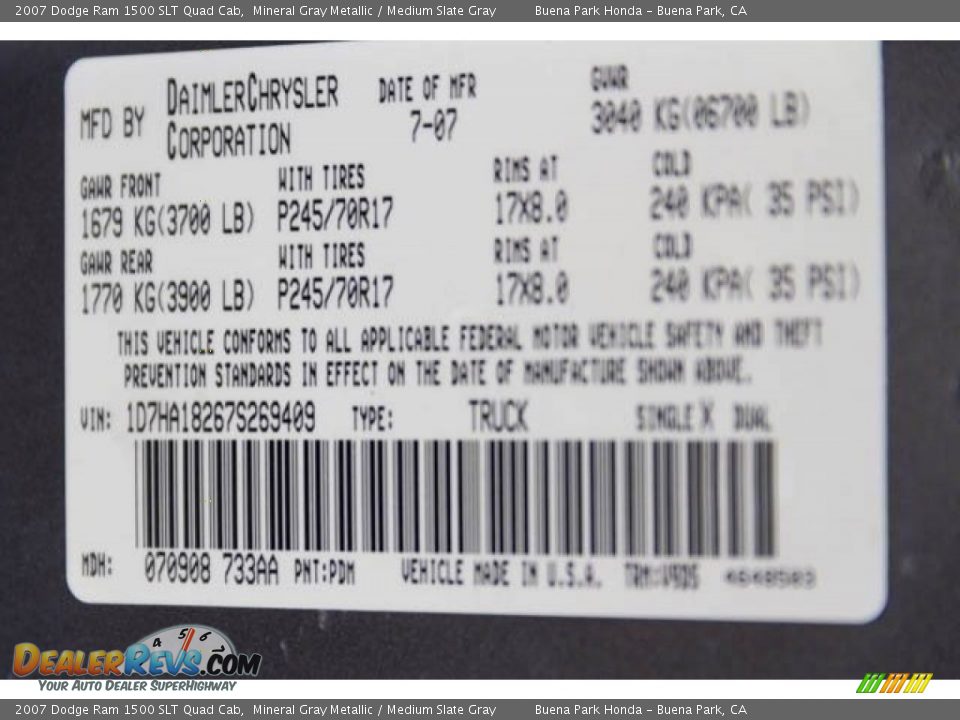 2007 Dodge Ram 1500 SLT Quad Cab, Mineral Gray Metallic / Medium Slate Gray Buena Park Honda - Buena Park, CA
MFD BY DAIMLERCHRYSLER CORPORATION DATE OF MFR 7-07 GVWR 3040 KG(06700 LB)
GAWR FRONT WITH TIRES RIMS AT COLD
1679 KG(3700 LB) P245/70R17 17X8.0 240 KPA( 35 PSI)
GAWR REAR WITH TIRES RIMS AT COLD
1770 KG(3900 LB) P245/70R17 17X8.0 240 KPA( 35 PSI)
THIS VEHICLE CONFORMS TO ALL APPLICABLE FEDERAL MOTOR VEHICLE SAFETY AND THEFT
PREVENTION STANDARDS IN EFFECT ON THE DATE OF MANUFACTURE SHOWN ABOVE.
VIN: 1D7HA18267S269409 TYPE: TRUCK SINGLE X DUAL
MDH: 070908 733AA PNT:PDM VEHICLE MADE IN U.S.A. TRM:V9D5
4 5 6
DEALERREVS.COM
YOUR AUTO DEALER SUPERHIGHWAY
2007 Dodge Ram 1500 SLT Quad Cab, Mineral Gray Metallic / Medium Slate Gray Buena Park Honda - Buena Park, CA